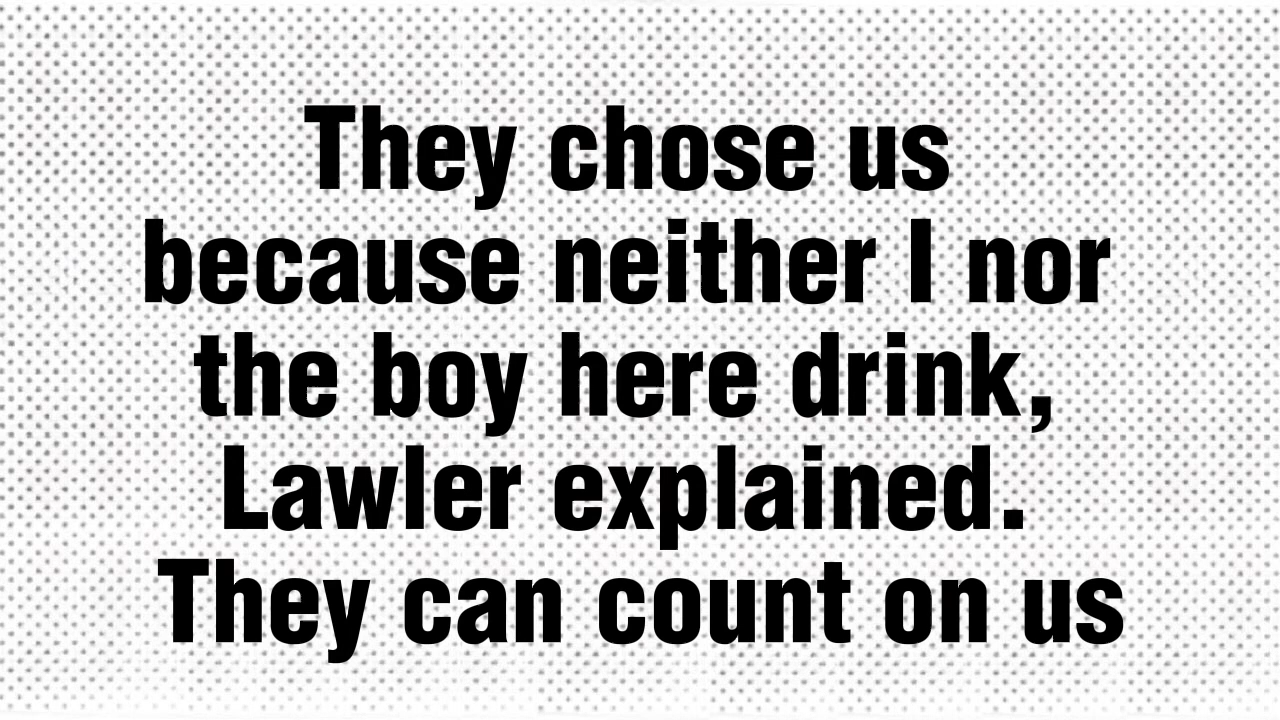 They chose us
because neither I nor
the boy here drink,
Lawler explained.
They can count on us